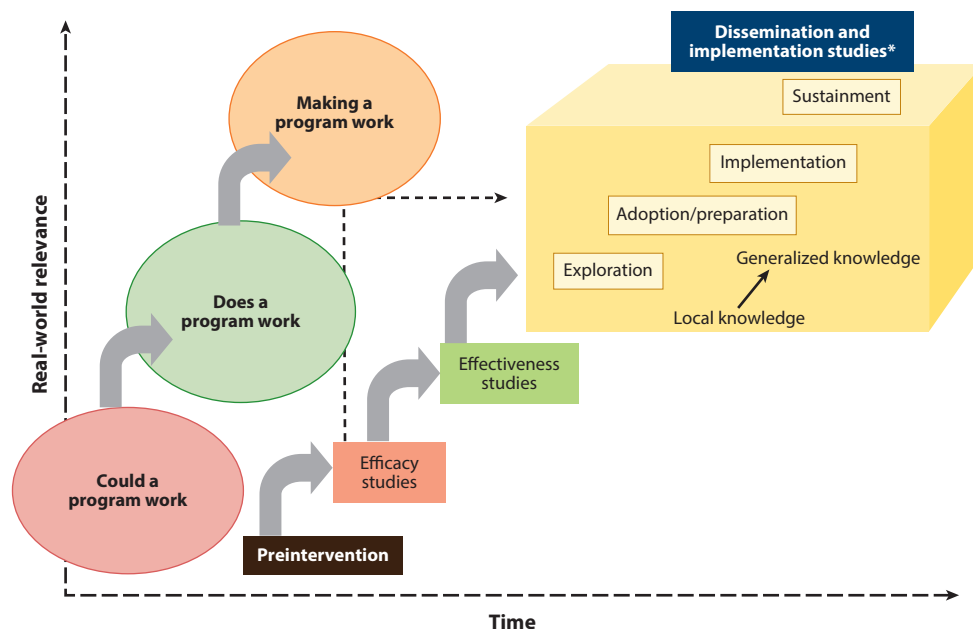 Dissemination and
implementation studies*
Sustainment
Making a
program work
Implementation
Adoption/preparation
Generalized knowledge
Exploration
Local knowledge
Does a
program work
Effectiveness
studies
Efficacy
studies
Could a
program work
Preintervention
Real-world relevance
Time